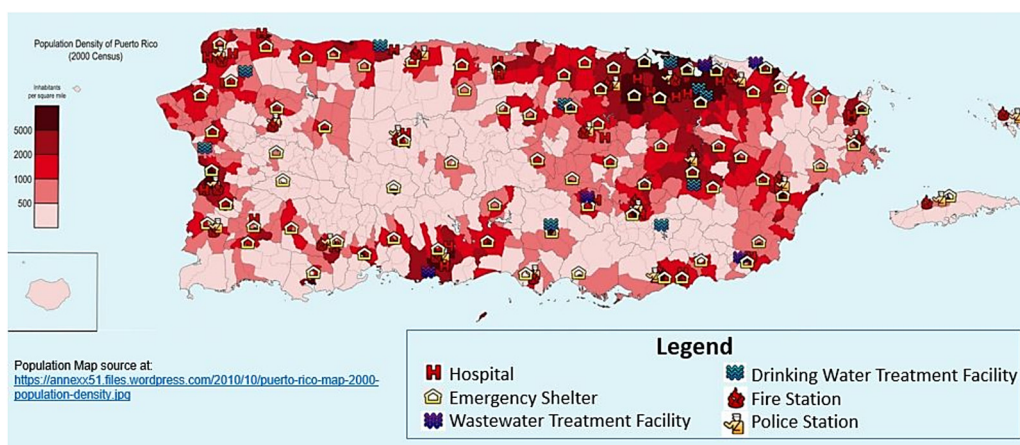 Population Density of Puerto Rico
(2000 Census)
Inhabitants
per square mile
5000
2000
1000
500
Population Map source at:
https://annexx51.files.wordpress.com/2010/10/puerto-rico-map-2000-
population-density.jpg
Legend
H Hospital
Emergency Shelter
Wastewater Treatment Facility
Drinking Water Treatment Facility
Fire Station
Police Station